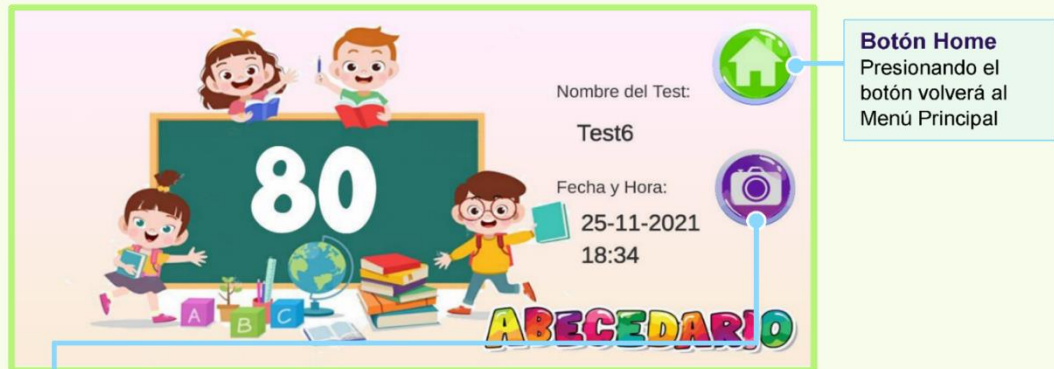 80
Nombre del Test:
Test6
Fecha y Hora:
25-11-2021
18:34
A B C
ABECEDARIO
Botón Home
Presionando el
botón volverá al
Menú Principal